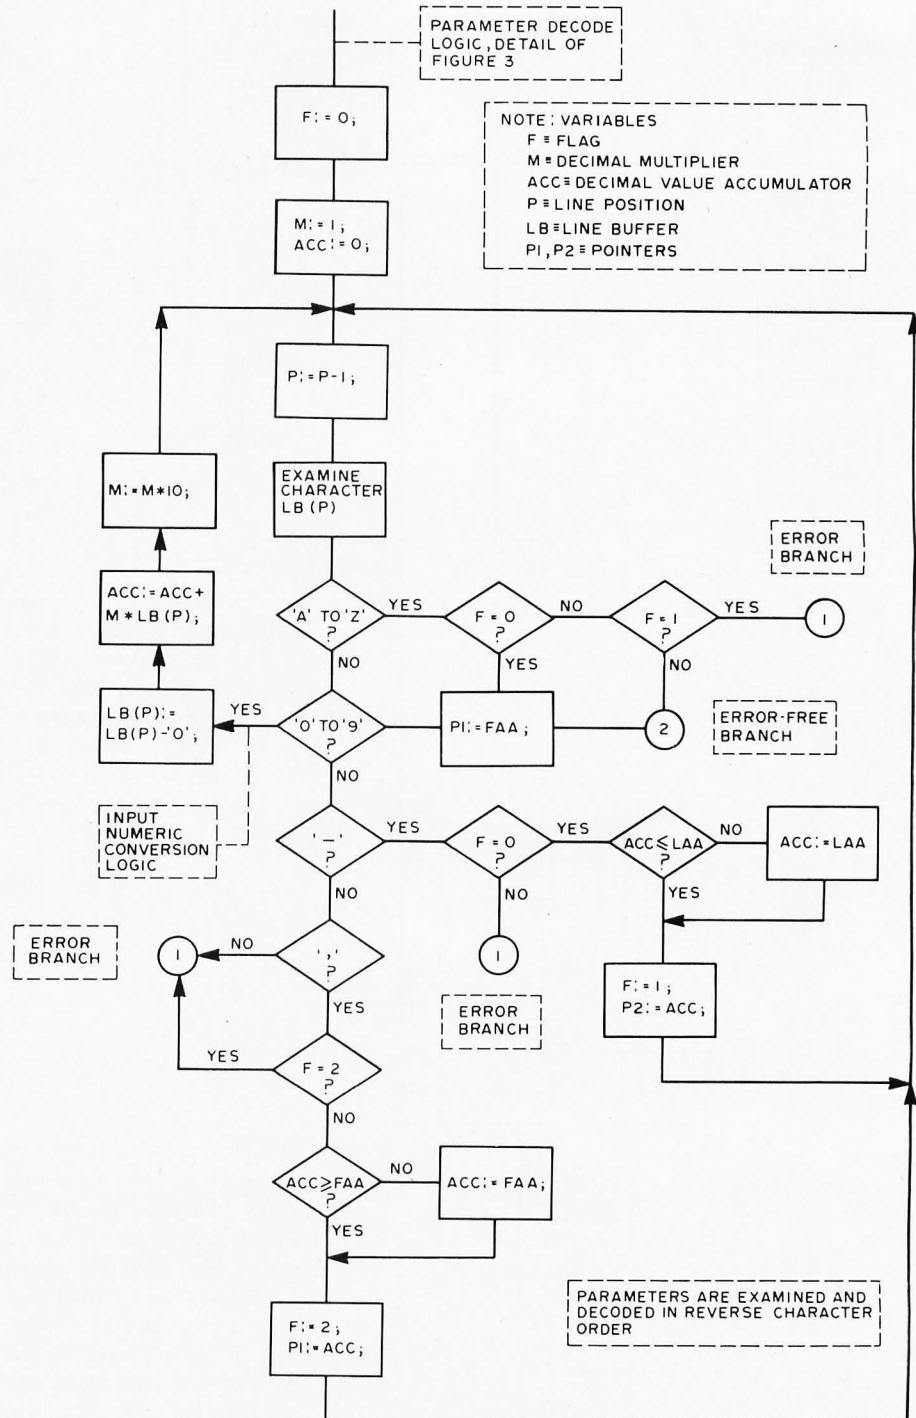 PARAMETER DECODE
LOGIC, DETAIL OF
FIGURE 3
F:=0;
NOTE: VARIABLES
F≡FLAG
M≡DECIMAL MULTIPLIER
ACC≡DECIMAL VALUE ACCUMULATOR
P≡LINE POSITION
LB≡LINE BUFFER
P1,P2≡POINTERS
M:=1;
ACC:=0;
P:=P-1;
M:=M*10;
EXAMINE
CHARACTER
LB(P)
ERROR
BRANCH
ACC:=ACC+
M*LB(P);
'A' TO 'Z'
?
YES
F=0
?
NO
F=1
?
YES
1
NO
YES
NO
LB(P):=
LB(P)-'0';
YES
'0' TO '9'
?
P1:=FAA;
2
ERROR-FREE
BRANCH
NO
INPUT
NUMERIC
CONVERSION
LOGIC
'-'
?
YES
F=0
?
YES
ACC≤LAA
?
NO
ACC:=LAA
NO
NO
YES
ERROR
BRANCH
1
NO
','
?
1
F:=1;
P2:=ACC;
YES
ERROR
BRANCH
YES
F=2
?
NO
ACC≥FAA
?
NO
ACC:=FAA;
YES
F:=2;
P1:=ACC;
PARAMETERS ARE EXAMINED AND
DECODED IN REVERSE CHARACTER
ORDER